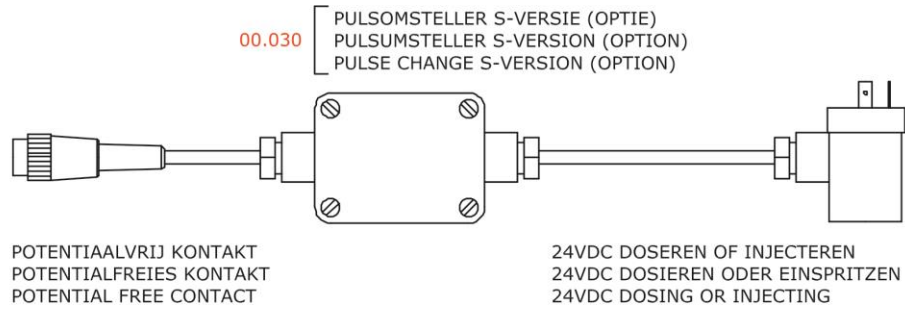 PULSOMSTELLER S-VERSIE (OPTIE)
00.030 PULSUMSTELLER S-VERSION (OPTION)
PULSE CHANGE S-VERSION (OPTION)
POTENTIAALVRIJ KONTAKT
POTENTIALFREIES KONTAKT
POTENTIAL FREE CONTACT
24VDC DOSEREN OF INJECTEREN
24VDC DOSIEREN ODER EINSPRITZEN
24VDC DOSING OR INJECTING